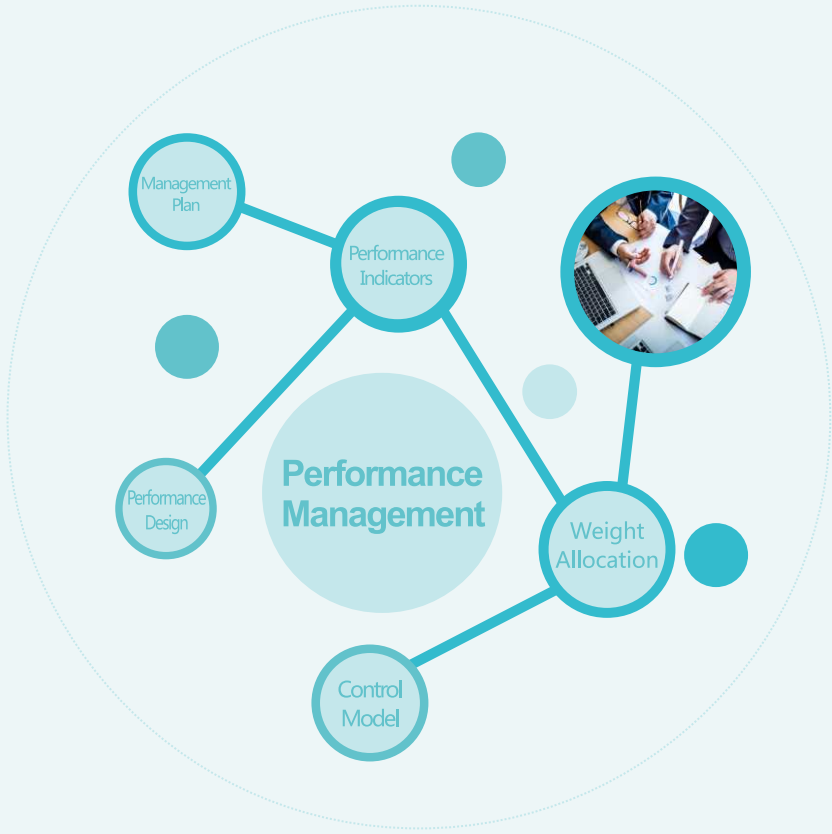 Management
Plan
Performance
Indicators
Performance
Management
Performance
Design
Weight
Allocation
Control
Model